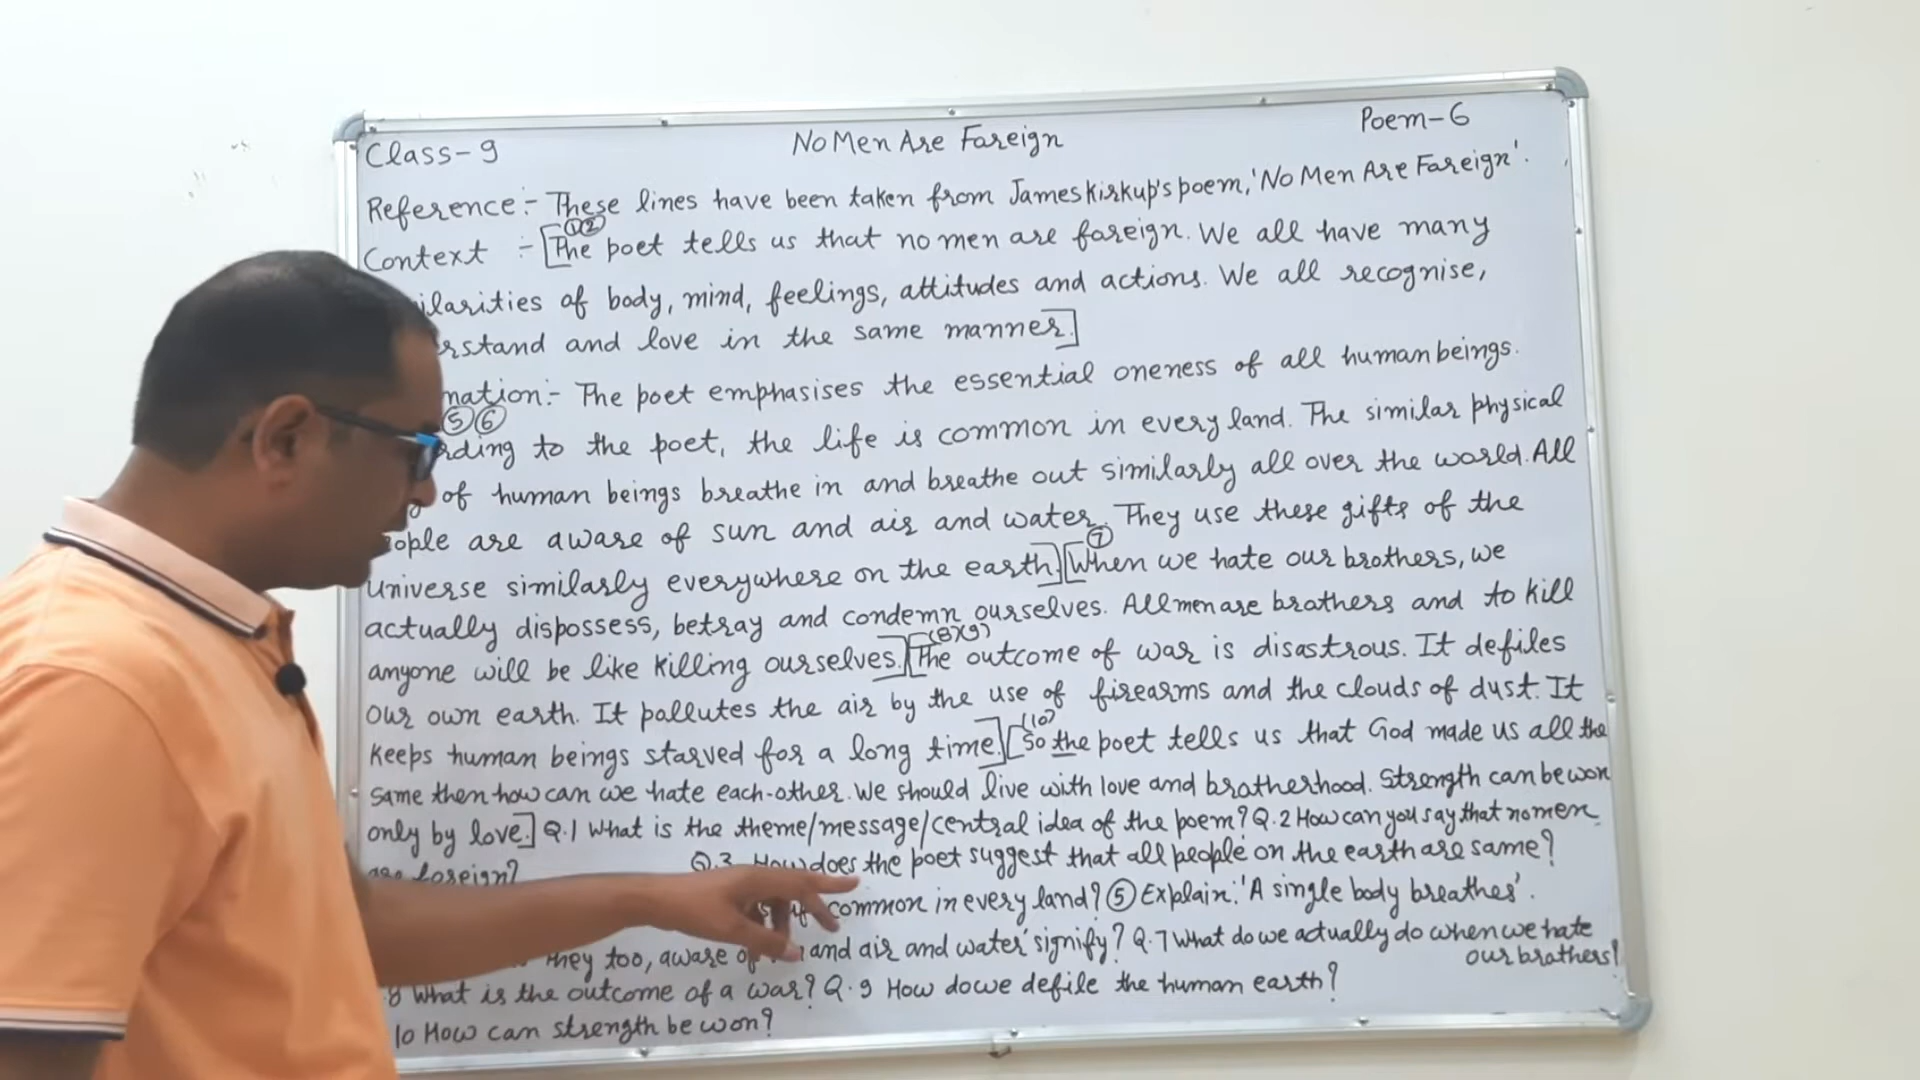 Class-9 No Men Are Foreign Poem-6
Reference:- These lines have been taken from James Kirkup's poem, 'No Men Are Foreign'.
Context :- [The poet tells us that no men are foreign. We all have many
①②
ilarities of body, mind, feelings, attitudes and actions. We all recognise,
rstand and love in the same manner.]
nation:- The poet emphasises the essential oneness of all human beings.
⑤⑥
rding to the poet, the life is common in every land. The similar physical
of human beings breathe in and breathe out similarly all over the world. All
ople are aware of sun and air and water. They use these gifts of the
⑦
Universe similarly everywhere on the earth.] [When we hate our brothers, we
actually dispossess, betray and condemn ourselves. All men are brothers and to kill
(8)(9)
anyone will be like killing ourselves.] [The outcome of war is disastrous. It defiles
our own earth. It pollutes the air by the use of firearms and the clouds of dust. It
(10)
keeps human beings starved for a long time.] [So the poet tells us that God made us all the
same then how can we hate each-other. We should live with love and brotherhood. Strength can be won
only by love.] Q.1 What is the theme/message/central idea of the poem? Q.2 How can you say that no men
are foreign? Q.3 How does the poet suggest that all people on the earth are same?
common in every land? ⑤ Explain: 'A single body breathes'.
they too, aware of and air and water' signify? Q.7 What do we actually do when we hate
our brothers?
8 What is the outcome of a war? Q.9 How do we defile the human earth?
10 How can strength be won?